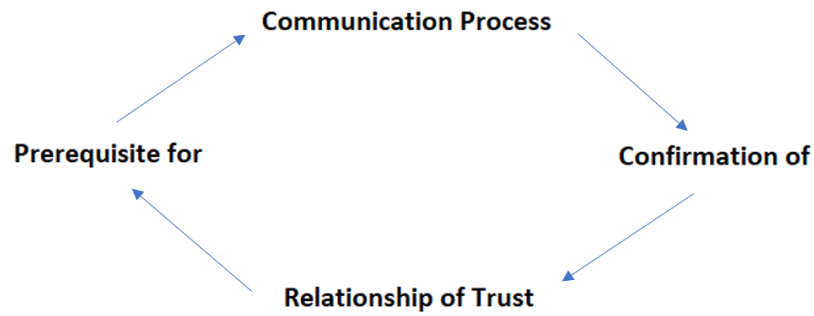 Communication Process
Prerequisite for
Confirmation of
Relationship of Trust